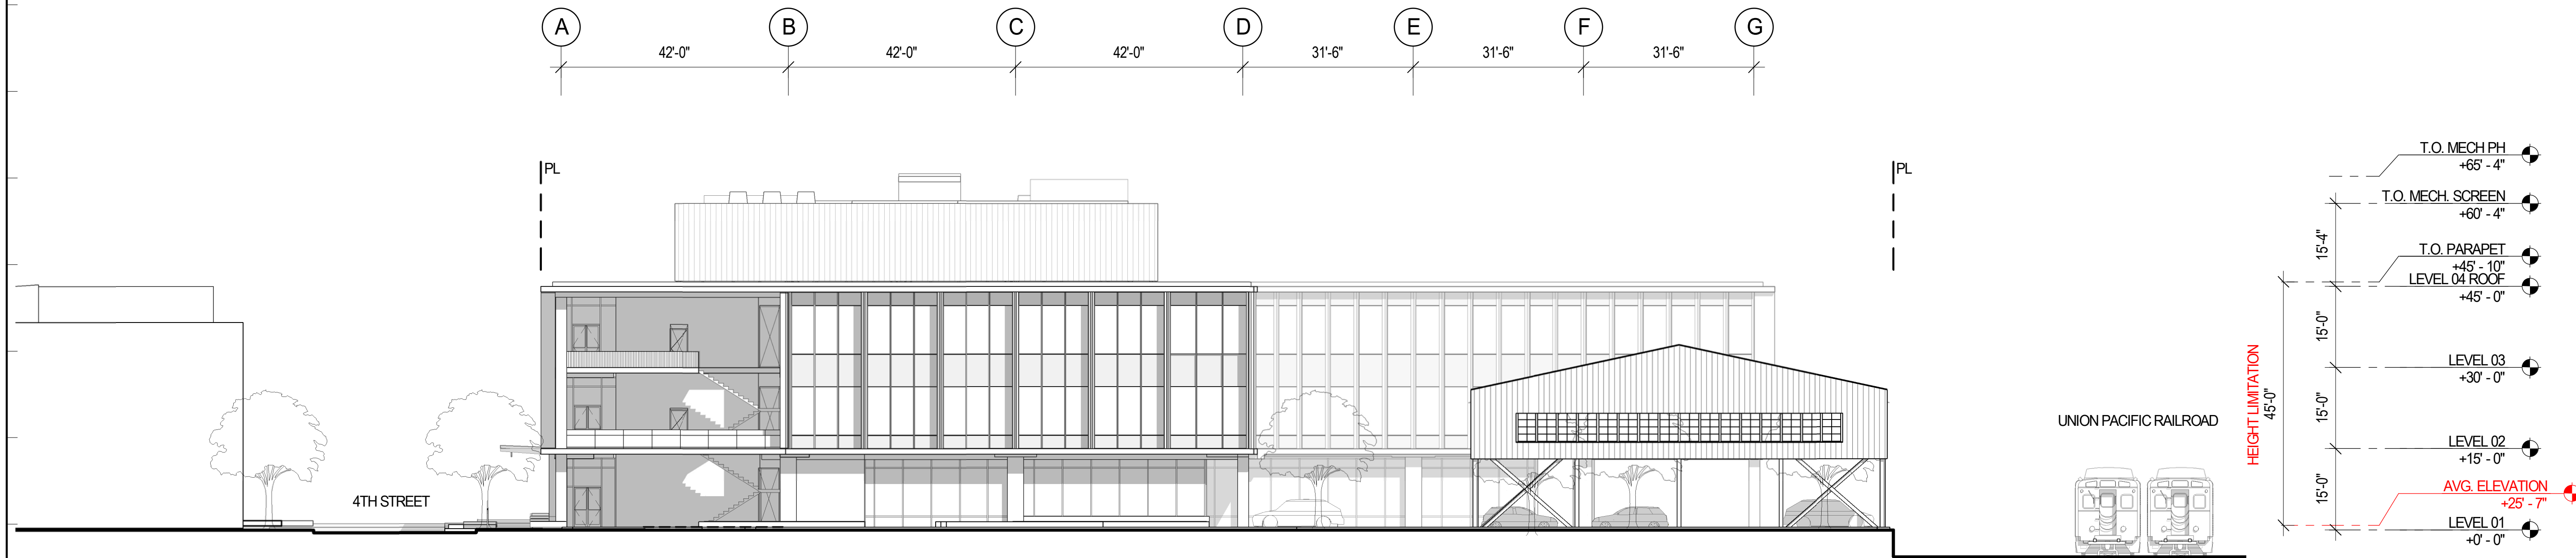 A B C D E F G
42'-0" 42'-0" 42'-0" 31'-6" 31'-6" 31'-6"
PL PL
T.O. MECH PH
+65' - 4"
T.O. MECH. SCREEN
+60' - 4"
15'-4"
T.O. PARAPET
+45' - 10"
LEVEL 04 ROOF
+45' - 0"
15'-0"
LEVEL 03
+30' - 0"
HEIGHT LIMITATION
45'-0"
15'-0"
UNION PACIFIC RAILROAD
LEVEL 02
+15' - 0"
15'-0"
4TH STREET
AVG. ELEVATION
+25' - 7"
LEVEL 01
+0' - 0"